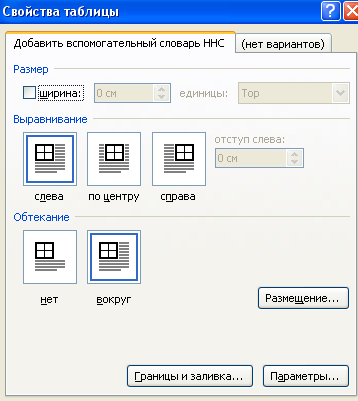 Свойства таблицы
Добавить вспомогательный словарь ННС (нет вариантов)
Размер
ширина: 0 см единицы: Top
Выравнивание
отступ слева:
0 см
слева по центру справа
Обтекание
нет вокруг
Размещение...
Границы и заливка... Параметры...